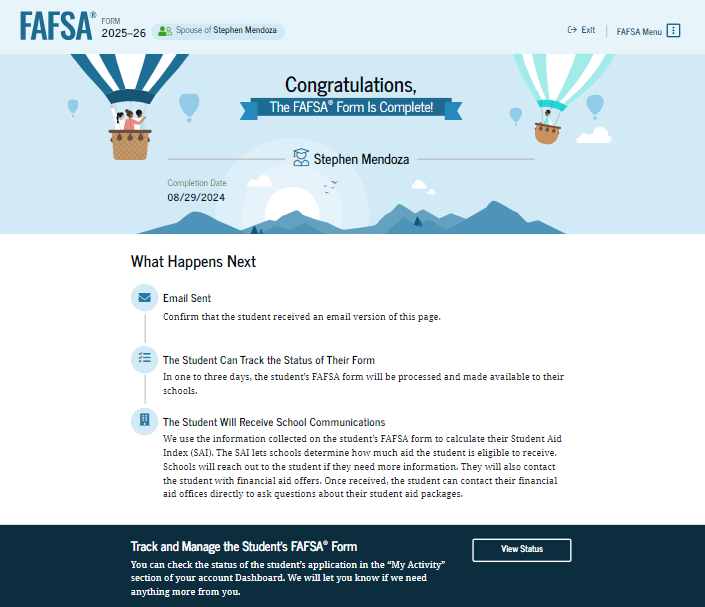 FAFSA®
FORM
2025–26
Spouse of Stephen Mendoza
Exit
FAFSA Menu
Congratulations,
The FAFSA® Form Is Complete!
Stephen Mendoza
Completion Date
08/29/2024
What Happens Next
Email Sent
Confirm that the student received an email version of this page.
The Student Can Track the Status of Their Form
In one to three days, the student's FAFSA form will be processed and made available to their
schools.
The Student Will Receive School Communications
We use the information collected on the student's FAFSA form to calculate their Student Aid
Index (SAI). The SAI lets schools determine how much aid the student is eligible to receive.
Schools will reach out to the student if they need more information. They will also contact
the student with financial aid offers. Once received, the student can contact their financial
aid offices directly to ask questions about their student aid packages.
Track and Manage the Student's FAFSA® Form
You can check the status of the student's application in the “My Activity”
section of your account Dashboard. We will let you know if we need
anything more from you.
View Status